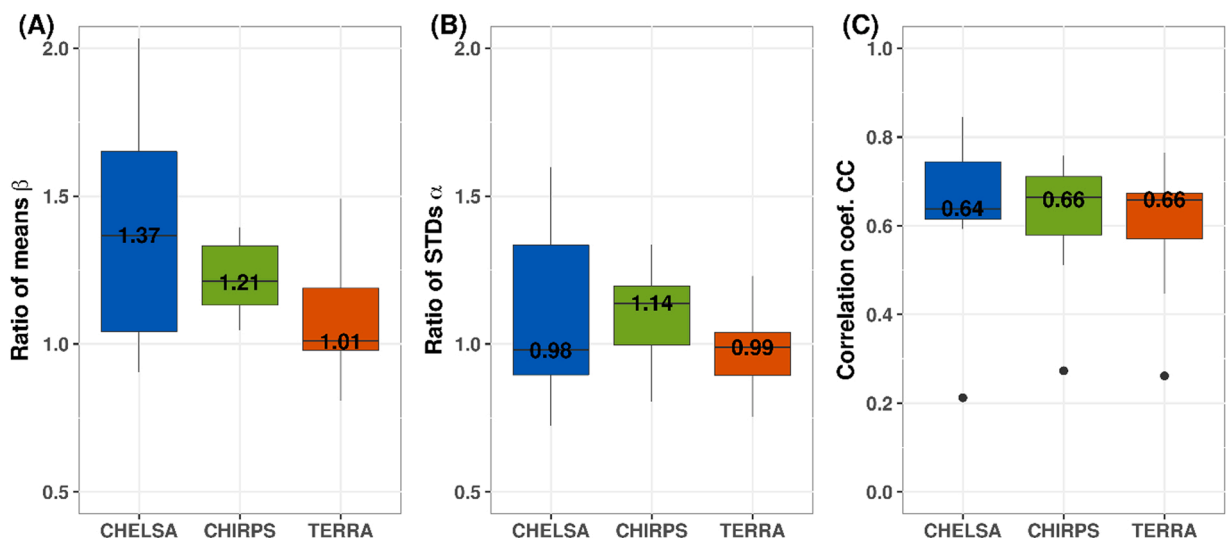 (A)
Ratio of means β
2.0
1.5
1.0
0.5
1.37
1.21
1.01
CHELSA CHIRPS TERRA
(B)
Ratio of STDs α
2.0
1.5
1.0
0.5
0.98
1.14
0.99
CHELSA CHIRPS TERRA
(C)
Correlation coef. CC
1.0
0.8
0.6
0.4
0.2
0.0
0.64
0.66
0.66
CHELSA CHIRPS TERRA